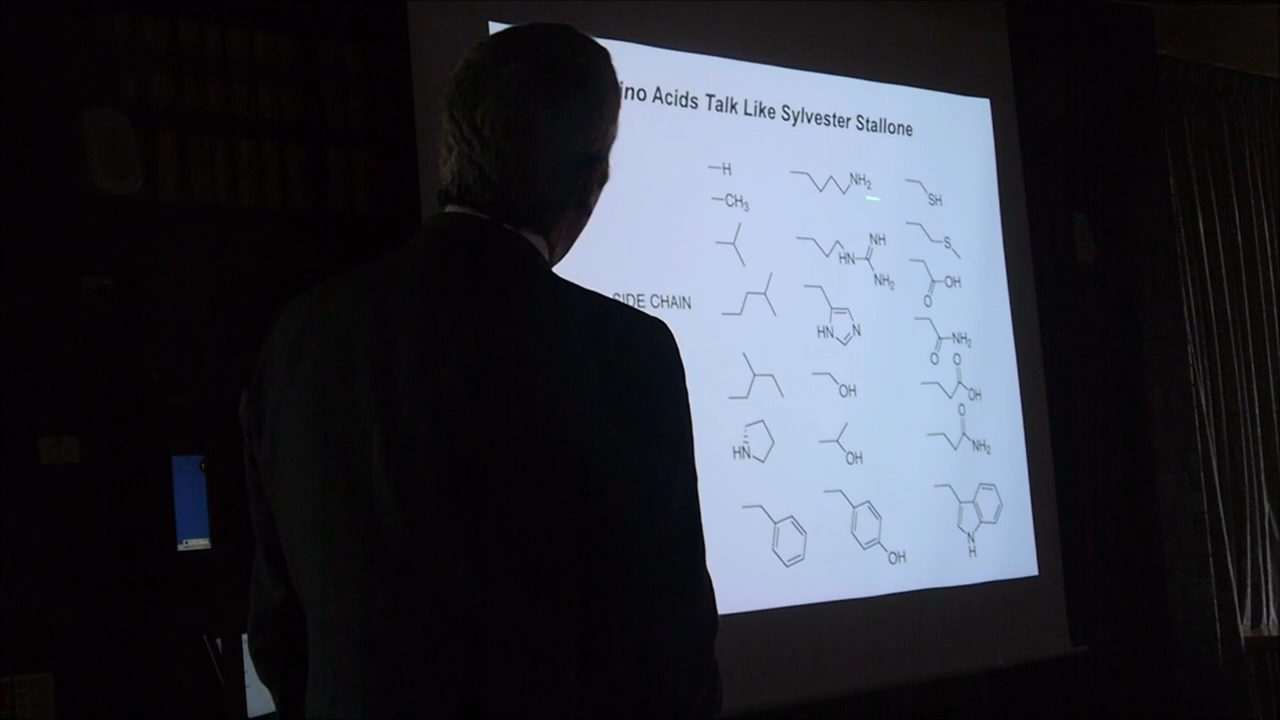 ino Acids Talk Like Sylvester Stallone
H
NH2
SH
CH3
S
NH
HN
NH2
OH
O
SIDE CHAIN
HN
N
NH2
O
OH
O
OH
O
HN
OH
NH2
OH
N
H